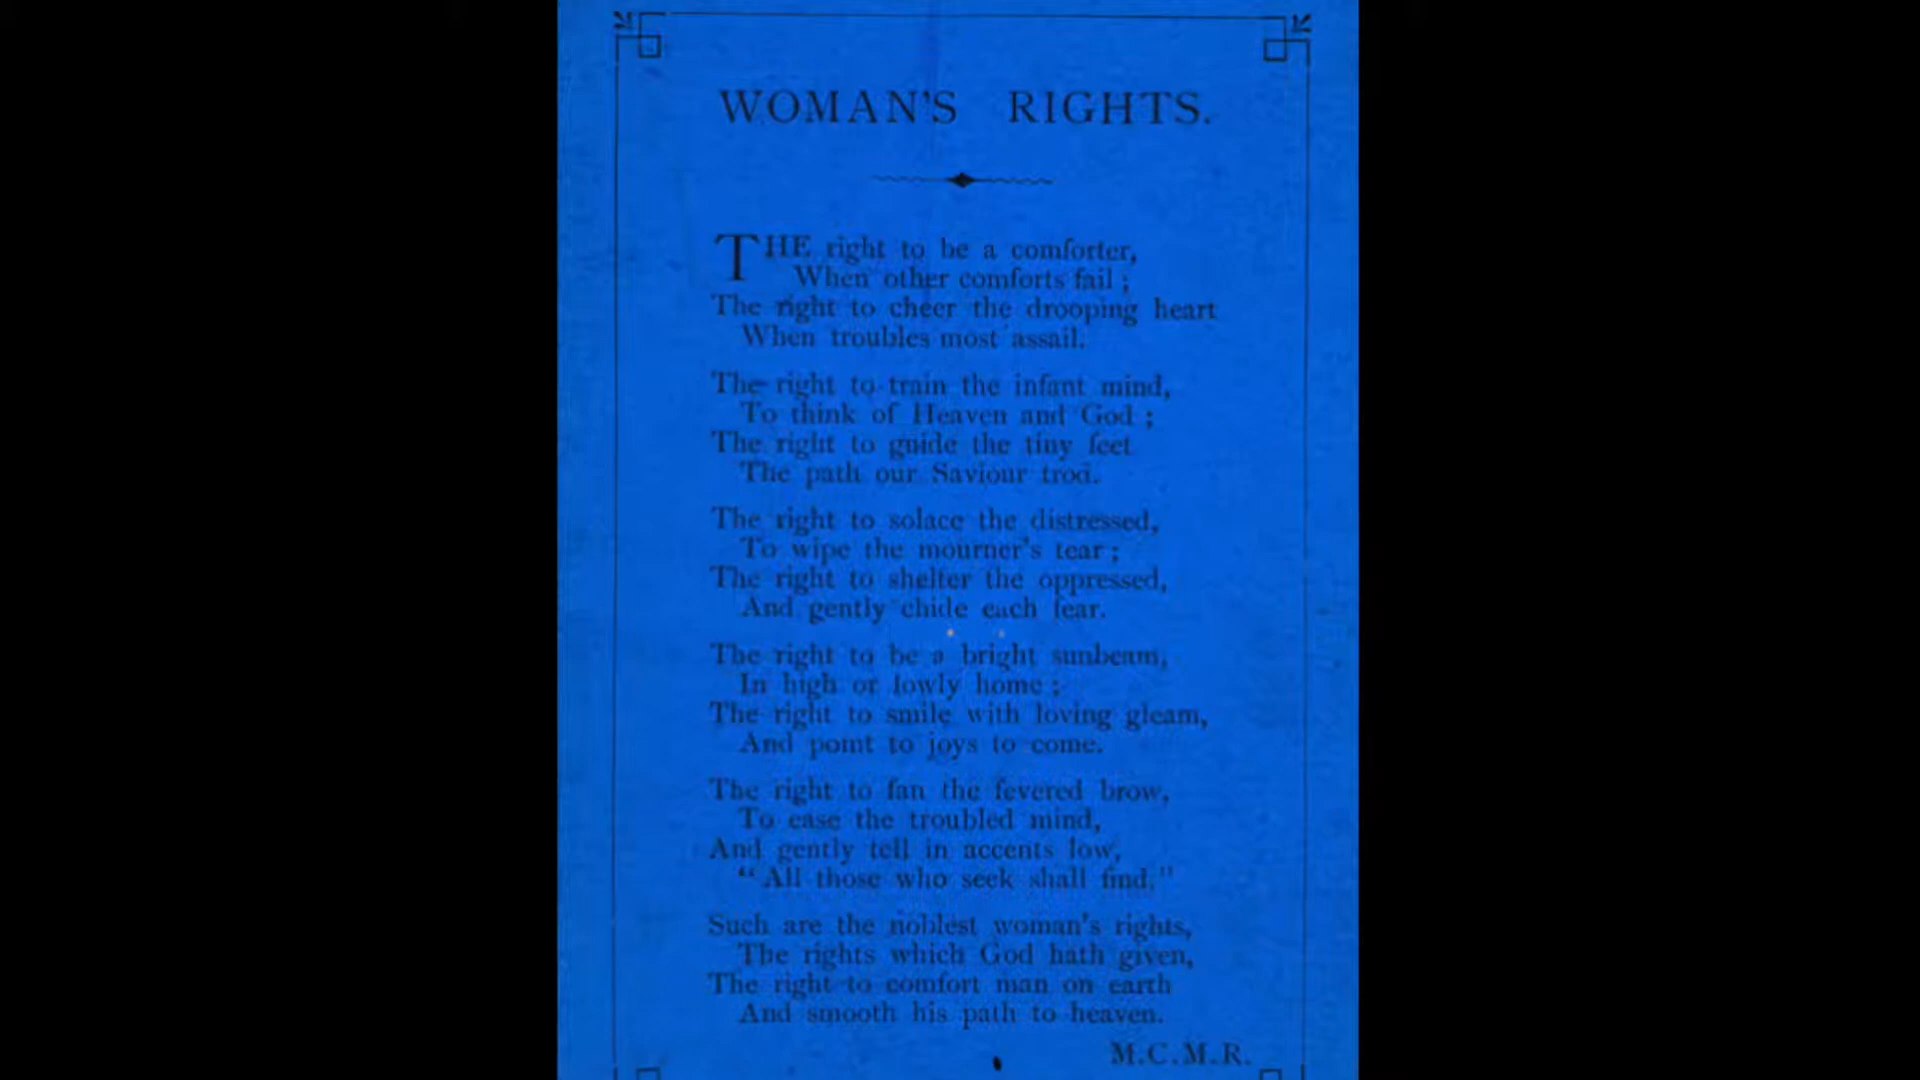 WOMAN'S RIGHTS.
THE right to be a comforter,
When other comforts fail;
The right to cheer the drooping heart
When troubles most assail.
The right to train the infant mind,
To think of Heaven and God;
The right to guide the tiny feet
The path our Saviour trod.
The right to solace the distressed,
To wipe the mourner's tear;
The right to shelter the oppressed,
And gently chide each fear.
The right to be a bright sunbeam,
In high or lowly home;
The right to smile with loving gleam,
And point to joys to come.
The right to fan the fevered brow,
To ease the troubled mind,
And gently tell in accents low,
"All those who seek shall find."
Such are the noblest woman's rights,
The rights which God hath given,
The right to comfort man on earth
And smooth his path to heaven.
M.C.M.R.